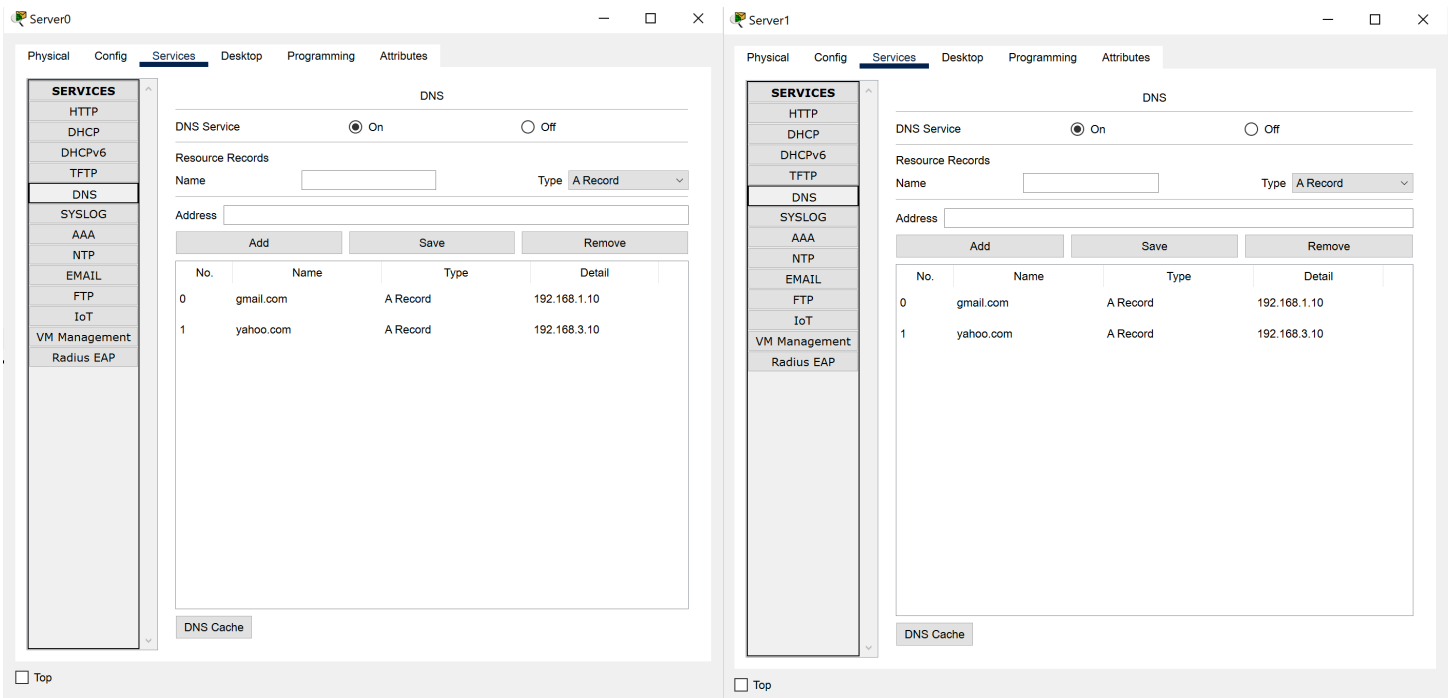 Server0
Physical Config Services Desktop Programming Attributes
SERVICES
HTTP
DHCP
DHCPv6
TFTP
DNS
SYSLOG
AAA
NTP
EMAIL
FTP
IoT
VM Management
Radius EAP
DNS
DNS Service On Off
Resource Records
Name Type A Record
Address
Add Save Remove
No. Name Type Detail
0 gmail.com A Record 192.168.1.10
1 yahoo.com A Record 192.168.3.10
DNS Cache
Top
Server1
Physical Config Services Desktop Programming Attributes
SERVICES
HTTP
DHCP
DHCPv6
TFTP
DNS
SYSLOG
AAA
NTP
EMAIL
FTP
IoT
VM Management
Radius EAP
DNS
DNS Service On Off
Resource Records
Name Type A Record
Address
Add Save Remove
No. Name Type Detail
0 gmail.com A Record 192.168.1.10
1 yahoo.com A Record 192.168.3.10
DNS Cache
Top